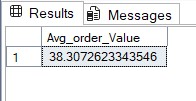 Results Messages
Avg_order_Value
1 38.3072623343546